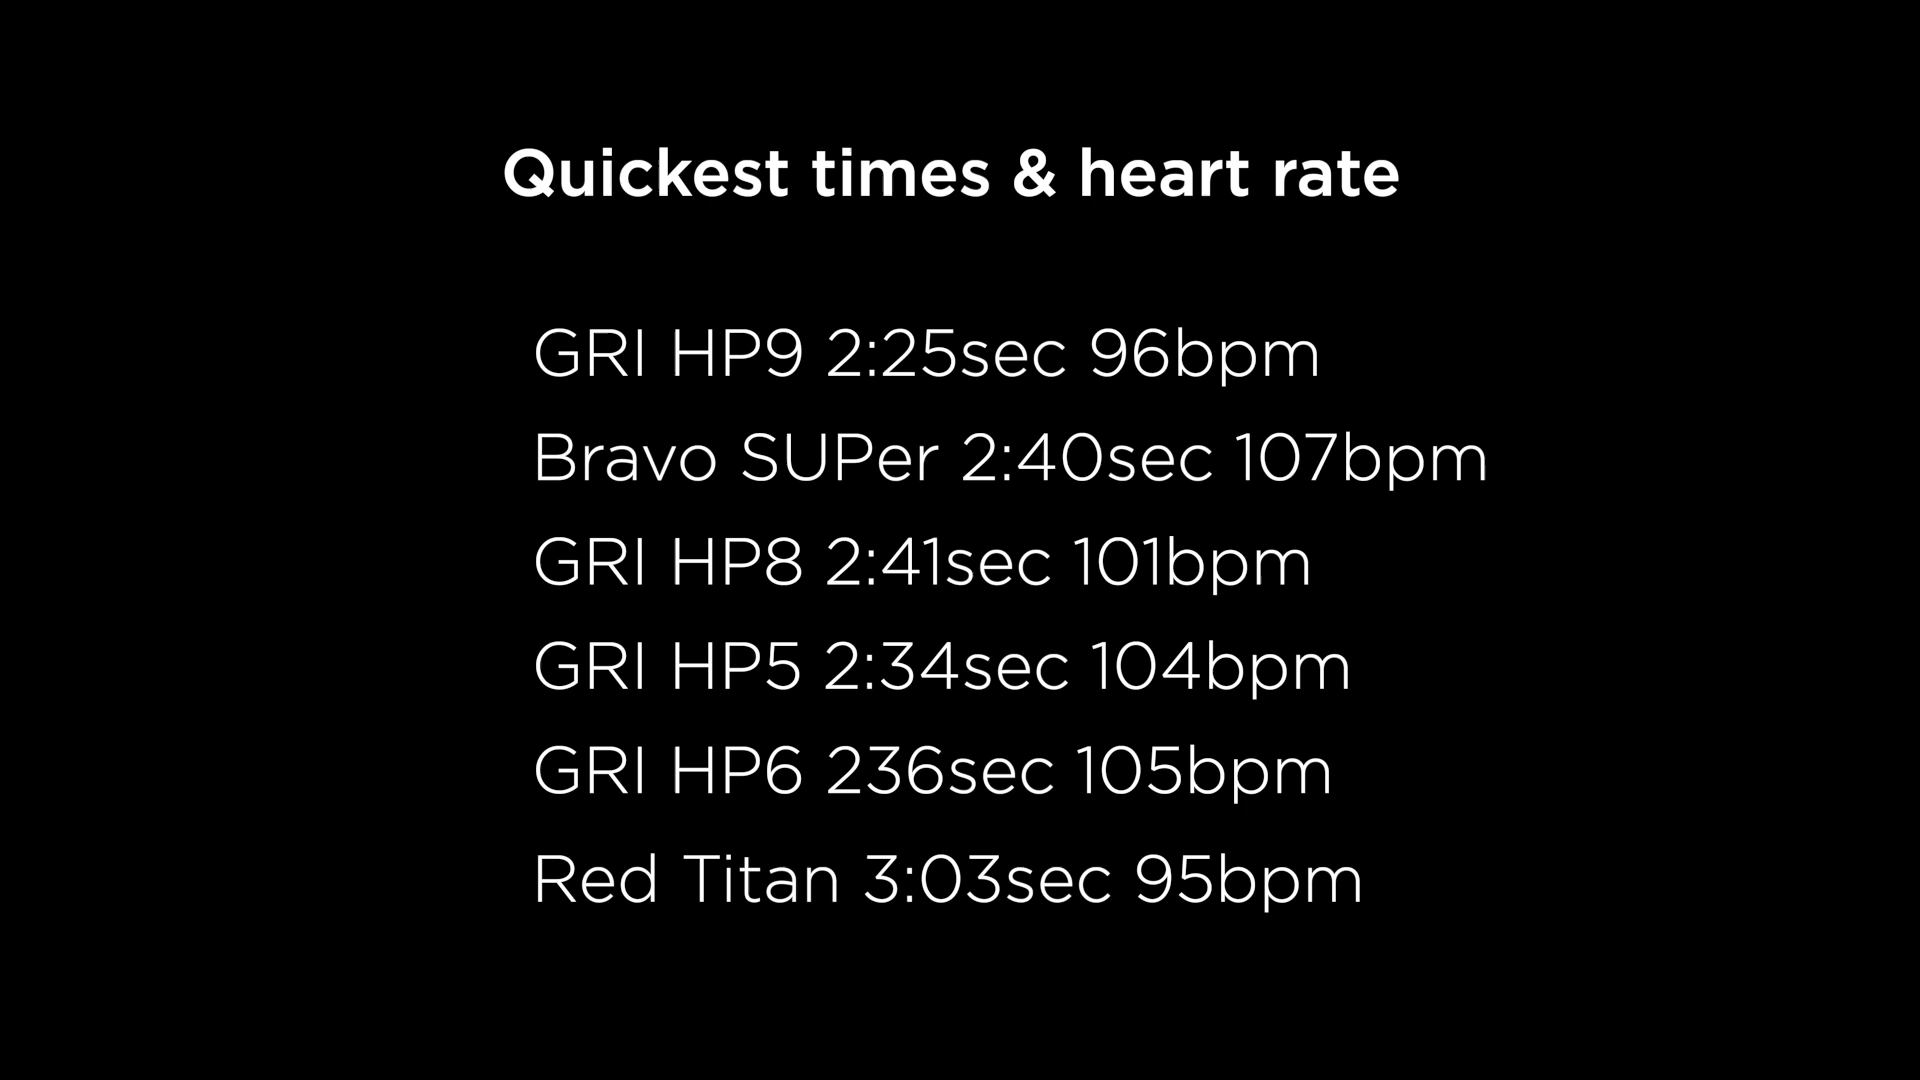 Quickest times & heart rate
GRI HP9 2:25sec 96bpm
Bravo SUPer 2:40sec 107bpm
GRI HP8 2:41sec 101bpm
GRI HP5 2:34sec 104bpm
GRI HP6 236sec 105bpm
Red Titan 3:03sec 95bpm